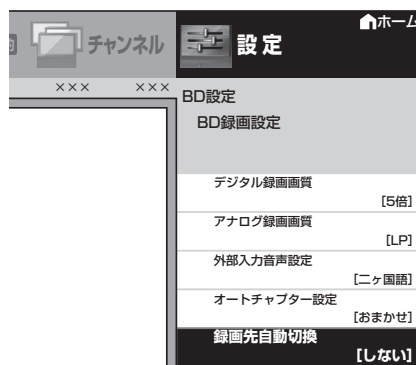 ホーム
チャンネル
設定
×××　×××
BD設定
BD録画設定
デジタル録画画質
[5倍]
アナログ録画画質
[LP]
外部入力音声設定
[二ヶ国語]
オートチャプター設定
[おまかせ]
録画先自動切換
[しない]